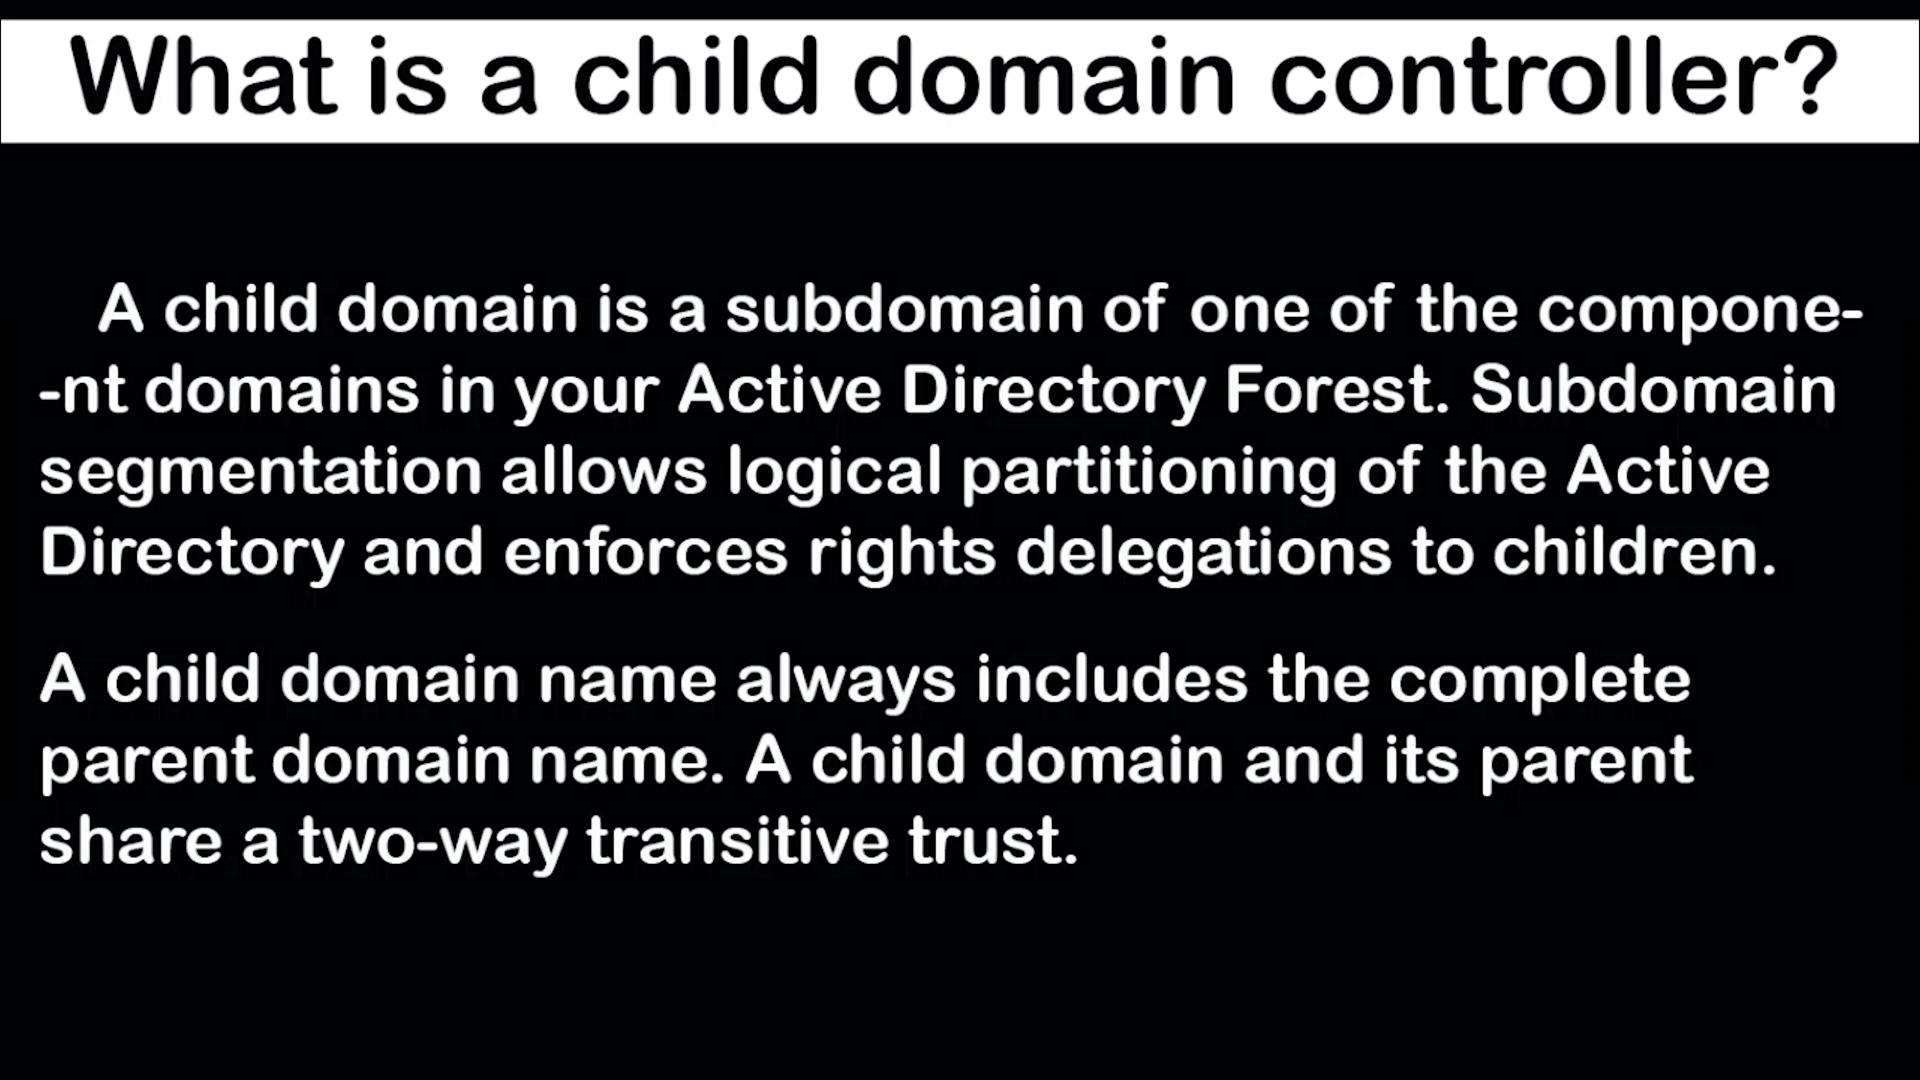 What is a child domain controller?
A child domain is a subdomain of one of the compone-
-nt domains in your Active Directory Forest. Subdomain
segmentation allows logical partitioning of the Active
Directory and enforces rights delegations to children.
A child domain name always includes the complete
parent domain name. A child domain and its parent
share a two-way transitive trust.